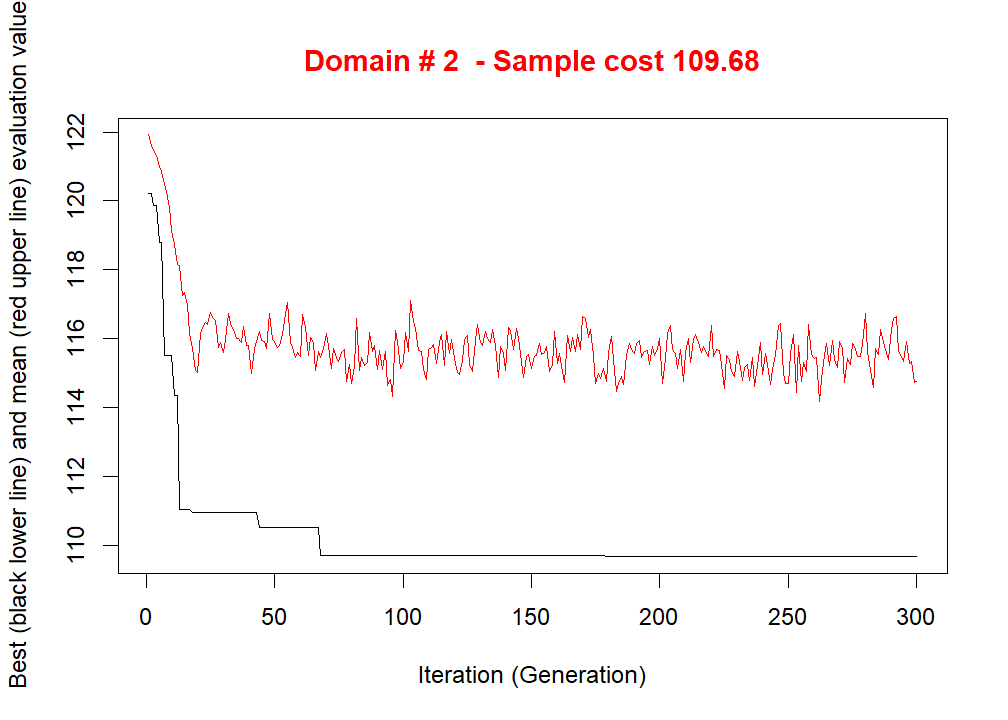 Domain # 2  - Sample cost 109.68
Best (black lower line) and mean (red upper line) evaluation value
122
120
118
116
114
112
110
0 50 100 150 200 250 300
Iteration (Generation)